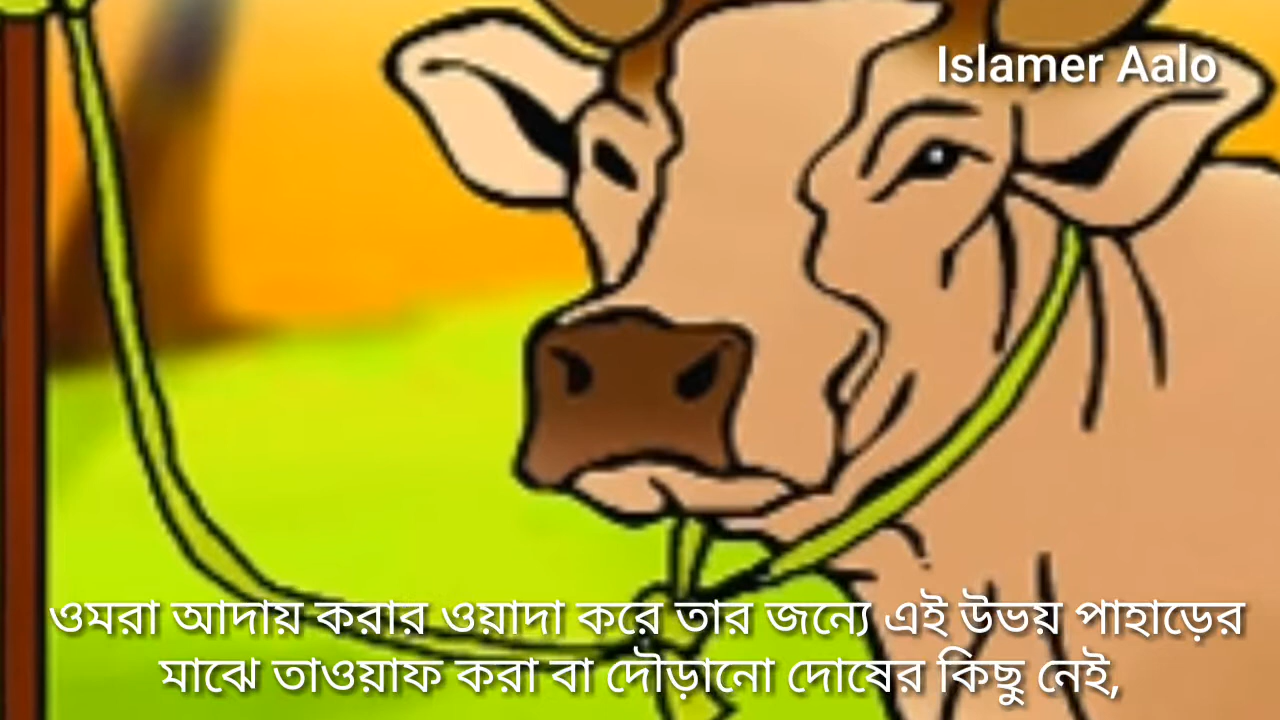 Islamer Aalo
ওমরা আদায় করার ওয়াদা করে তার জন্যে এই উভয় পাহাড়ের
মাঝে তাওয়াফ করা বা দৌড়ানো দোষের কিছু নেই,